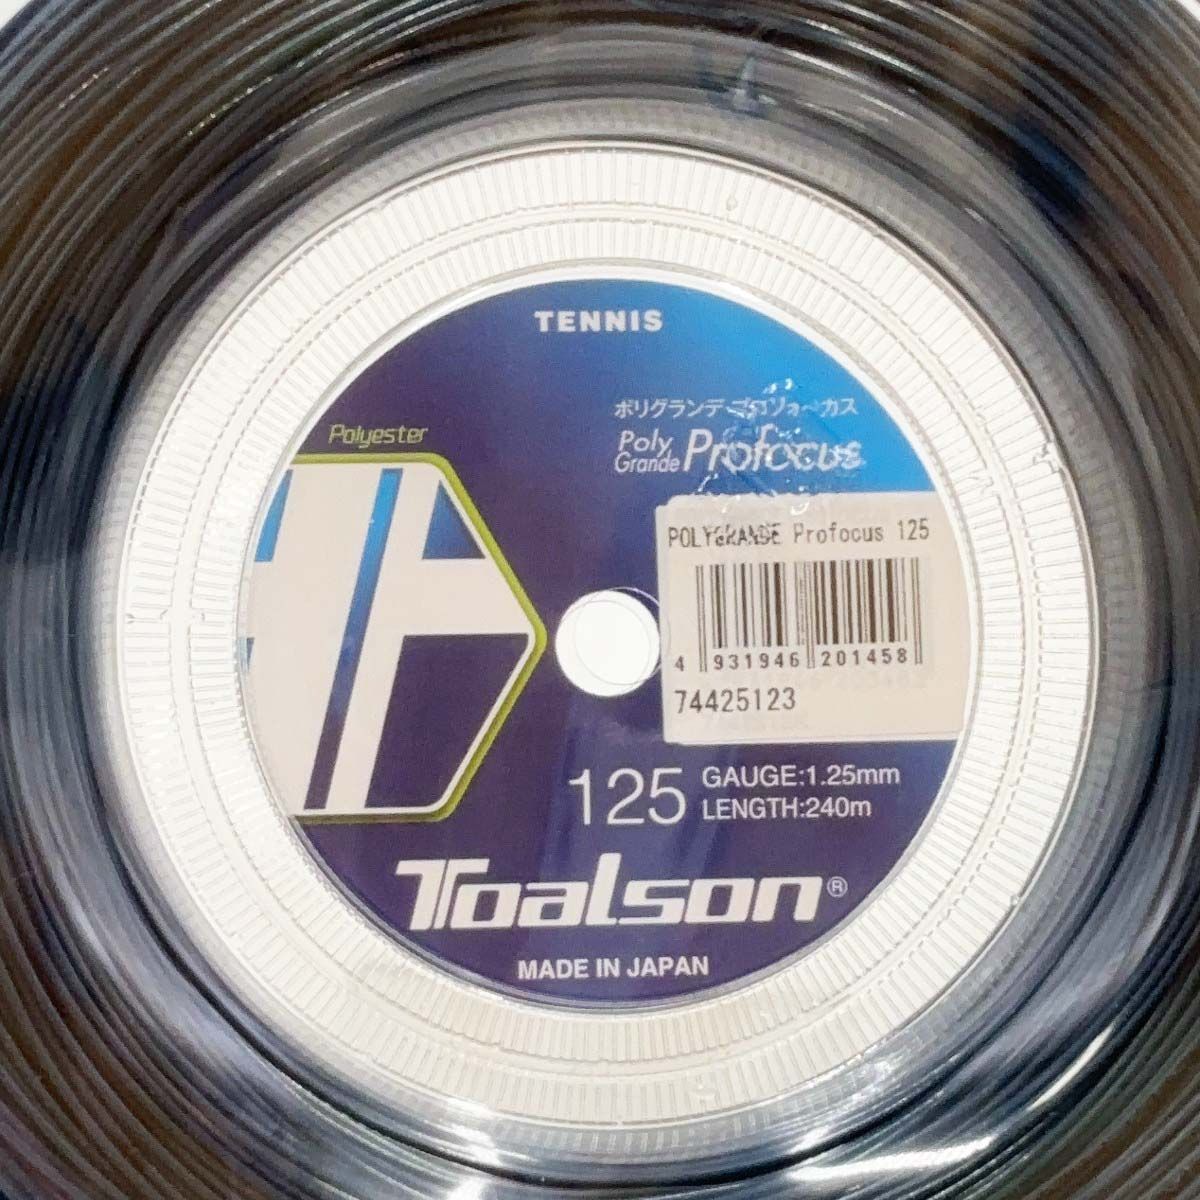 TENNIS
ポリグランデ・プロフォーカス
Polyester
Poly Grande Profocus
POLYGRANDE Profocus 125
4 931946 201458
74425123
125
GAUGE:1.25mm
LENGTH:240m
Toalson®
MADE IN JAPAN